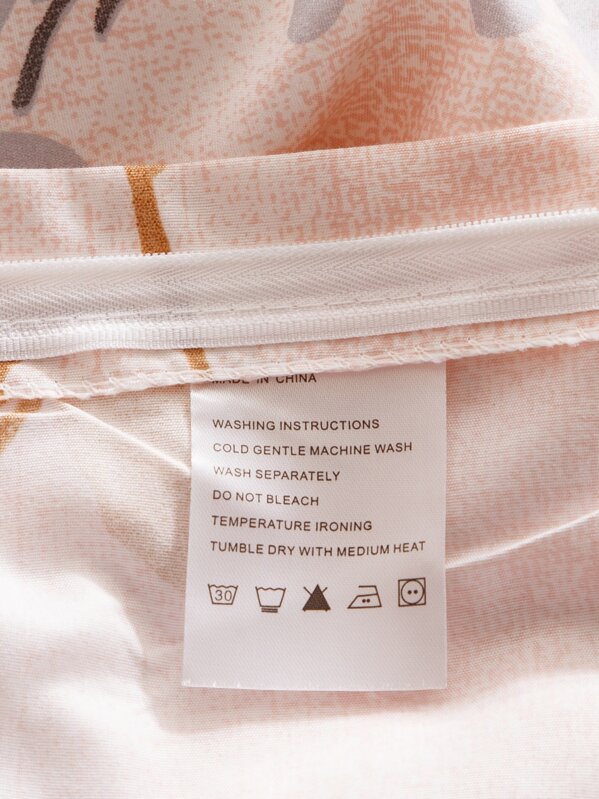 MADE IN CHINA
WASHING INSTRUCTIONS
COLD GENTLE MACHINE WASH
WASH SEPARATELY
DO NOT BLEACH
TEMPERATURE IRONING
TUMBLE DRY WITH MEDIUM HEAT
30